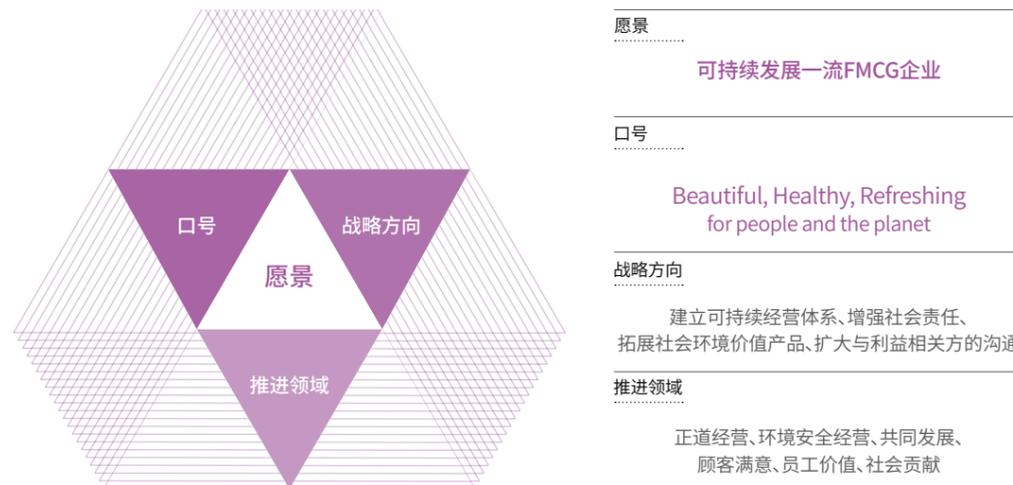 口号
战略方向
愿景
推进领域
愿景
可持续发展一流FMCG企业
口号
Beautiful, Healthy, Refreshing
for people and the planet
战略方向
建立可持续经营体系、增强社会责任、
拓展社会环境价值产品、扩大与利益相关方的沟通
推进领域
正道经营、环境安全经营、共同发展、
顾客满意、员工价值、社会贡献